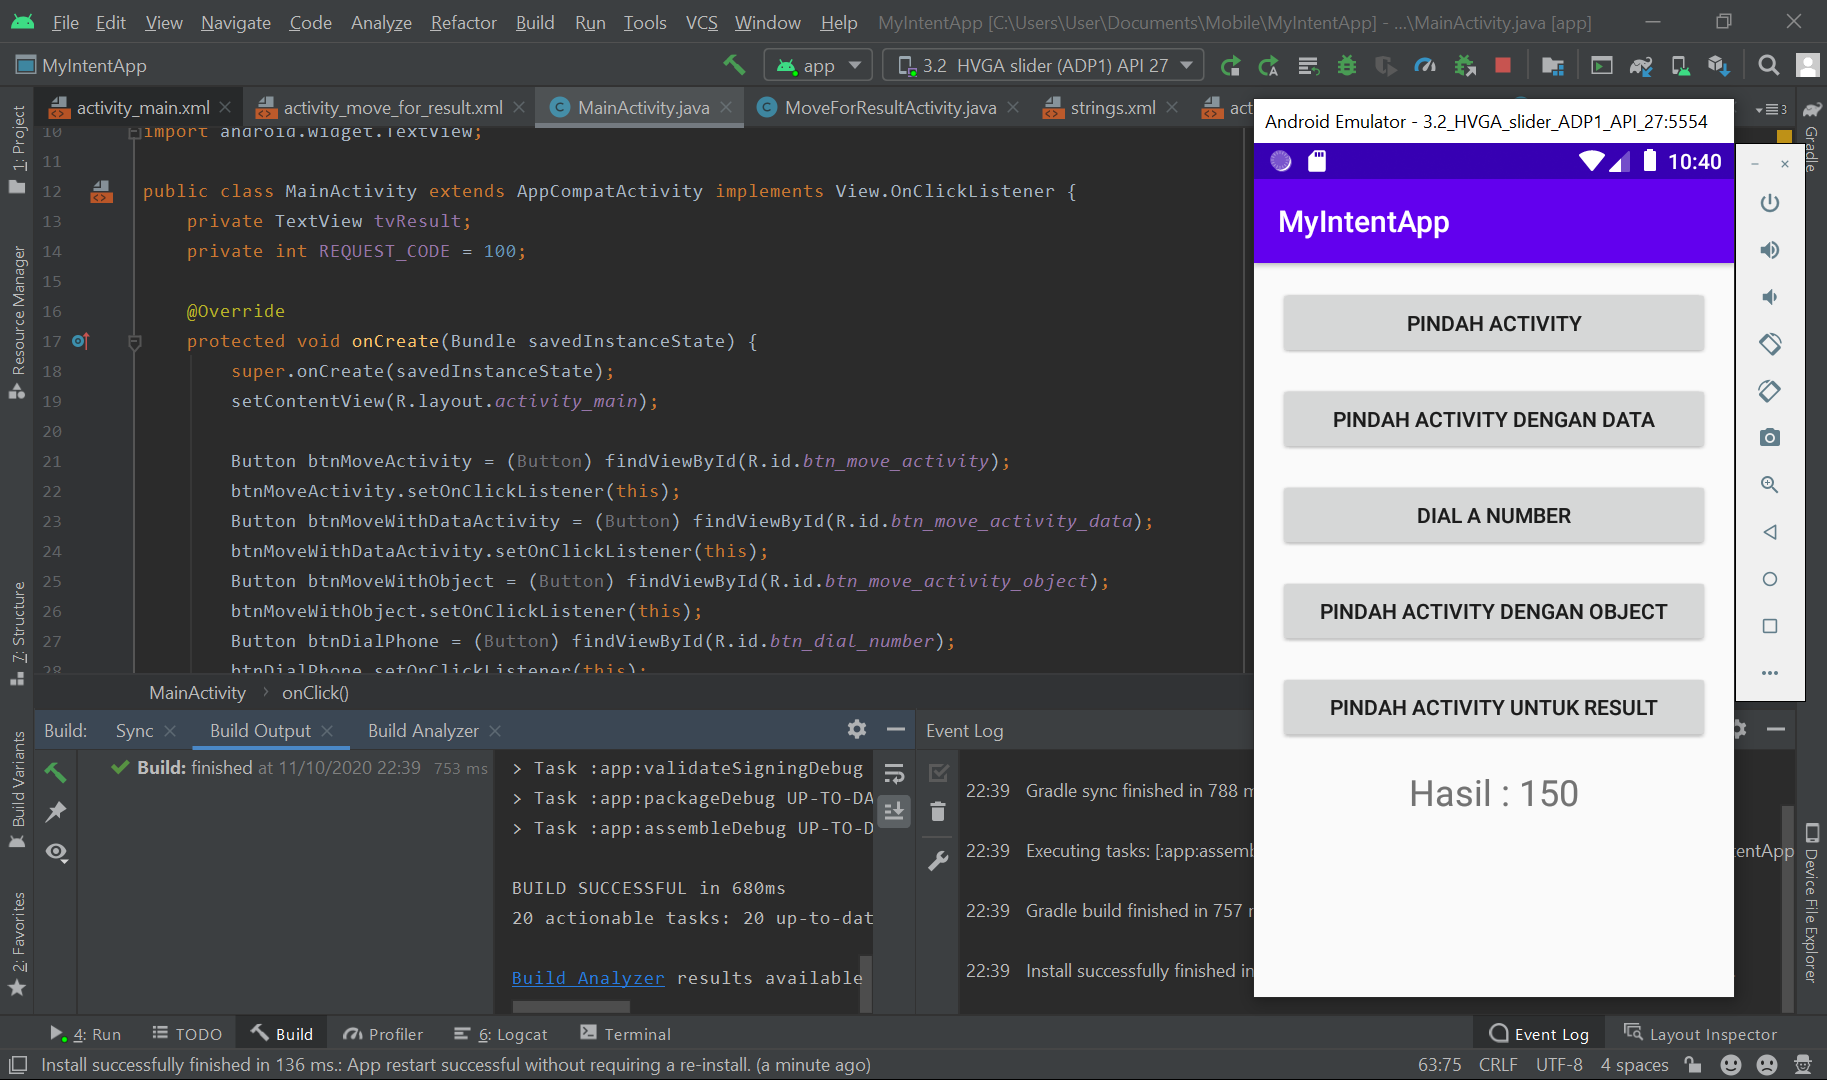 File Edit View Navigate Code Analyze Refactor Build Run Tools VCS Window Help MyIntentApp [C:\Users\User\Documents\Mobile\MyIntentApp] - ...\MainActivity.java [app]
MyIntentApp app 3.2 HVGA slider (ADP1) API 27
activity_main.xml activity_move_for_result.xml MainActivity.java MoveForResultActivity.java strings.xml act 3
1: Project
Resource Manager
7: Structure
Build Variants
2: Favorites
10 import android.widget.TextView;
11
12 public class MainActivity extends AppCompatActivity implements View.OnClickListener {
13 private TextView tvResult;
14 private int REQUEST_CODE = 100;
15
16 @Override
17 protected void onCreate(Bundle savedInstanceState) {
18 super.onCreate(savedInstanceState);
19 setContentView(R.layout.activity_main);
20
21 Button btnMoveActivity = (Button) findViewById(R.id.btn_move_activity);
22 btnMoveActivity.setOnClickListener(this);
23 Button btnMoveWithDataActivity = (Button) findViewById(R.id.btn_move_activity_data);
24 btnMoveWithDataActivity.setOnClickListener(this);
25 Button btnMoveWithObject = (Button) findViewById(R.id.btn_move_activity_object);
26 btnMoveWithObject.setOnClickListener(this);
27 Button btnDialPhone = (Button) findViewById(R.id.btn_dial_number);
28 btnDialPhone.setOnClickListener(this);
MainActivity onClick()
Build: Sync Build Output Build Analyzer
Build: finished at 11/10/2020 22:39 753 ms
> Task :app:validateSigningDebug
> Task :app:packageDebug UP-TO-DA
> Task :app:assembleDebug UP-TO-D
BUILD SUCCESSFUL in 680ms
20 actionable tasks: 20 up-to-dat
Build Analyzer results available
Event Log
22:39 Gradle sync finished in 788 m
22:39 Executing tasks: [:app:assemb
entApp
22:39 Gradle build finished in 757 
22:39 Install successfully finished in
Android Emulator - 3.2_HVGA_slider_ADP1_API_27:5554
10:40
MyIntentApp
PINDAH ACTIVITY
PINDAH ACTIVITY DENGAN DATA
DIAL A NUMBER
PINDAH ACTIVITY DENGAN OBJECT
PINDAH ACTIVITY UNTUK RESULT
Hasil : 150
Gradle
Device File Explorer
4: Run TODO Build Profiler 6: Logcat Terminal Event Log Layout Inspector
Install successfully finished in 136 ms.: App restart successful without requiring a re-install. (a minute ago) 63:75 CRLF UTF-8 4 spaces